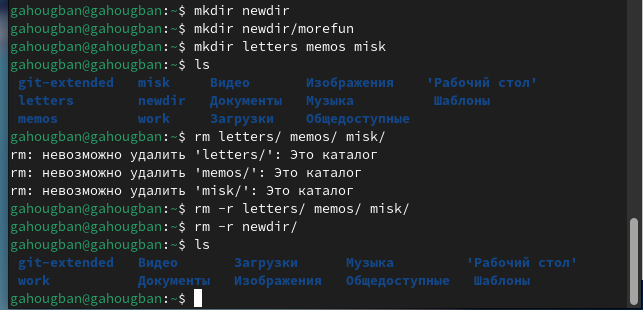 gahougban@gahougban:~$ mkdir newdir
gahougban@gahougban:~$ mkdir newdir/morefun
gahougban@gahougban:~$ mkdir letters memos misk
gahougban@gahougban:~$ ls
git-extended misk Видео Изображения 'Рабочий стол'
letters newdir Документы Музыка Шаблоны
memos work Загрузки Общедоступные
gahougban@gahougban:~$ rm letters/ memos/ misk/
rm: невозможно удалить 'letters/': Это каталог
rm: невозможно удалить 'memos/': Это каталог
rm: невозможно удалить 'misk/': Это каталог
gahougban@gahougban:~$ rm -r letters/ memos/ misk/
gahougban@gahougban:~$ rm -r newdir/
gahougban@gahougban:~$ ls
git-extended Видео Загрузки Музыка 'Рабочий стол'
work Документы Изображения Общедоступные Шаблоны
gahougban@gahougban:~$